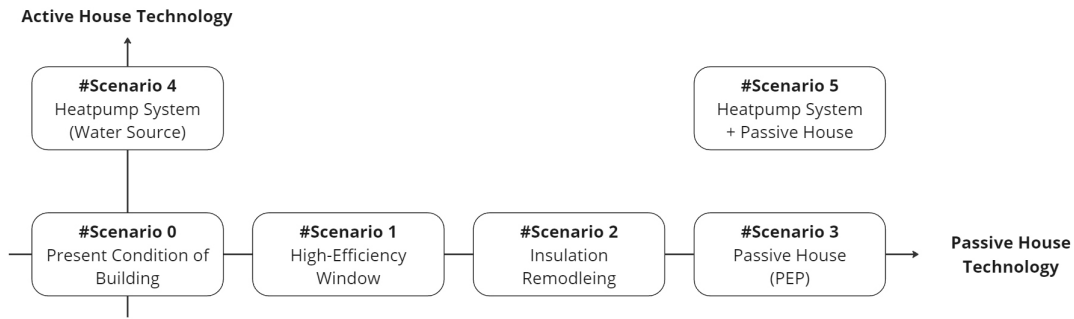 Active House Technology
#Scenario 4
Heatpump System
(Water Source)
#Scenario 5
Heatpump System
+ Passive House
#Scenario 0
Present Condition of
Building
#Scenario 1
High-Efficiency
Window
#Scenario 2
Insulation
Remodleing
#Scenario 3
Passive House
(PEP)
Passive House
Technology